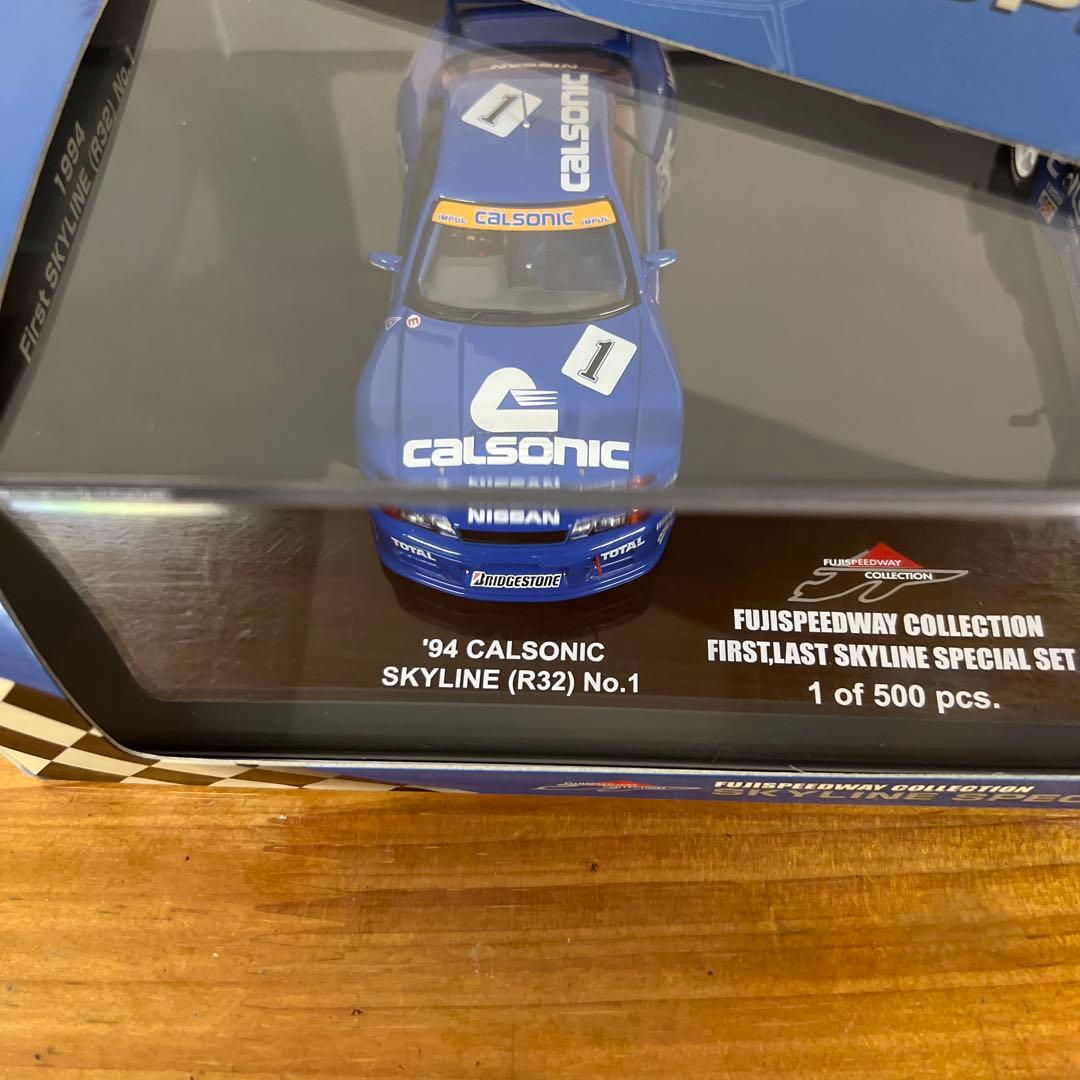 1994
First SKYLINE (R32) No.1
NISSAN
1
CALSONIC
IMPUL CALSONIC IMPUL
1
CALSONIC
NISSAN
NISSAN
TOTAL
TOTAL
BRIDGESTONE
FUJISPEEDWAY
COLLECTION
'94 CALSONIC
SKYLINE (R32) No.1
FUJISPEEDWAY COLLECTION
FIRST,LAST SKYLINE SPECIAL SET
1 of 500 pcs.
FUJISPEEDWAY COLLECTION